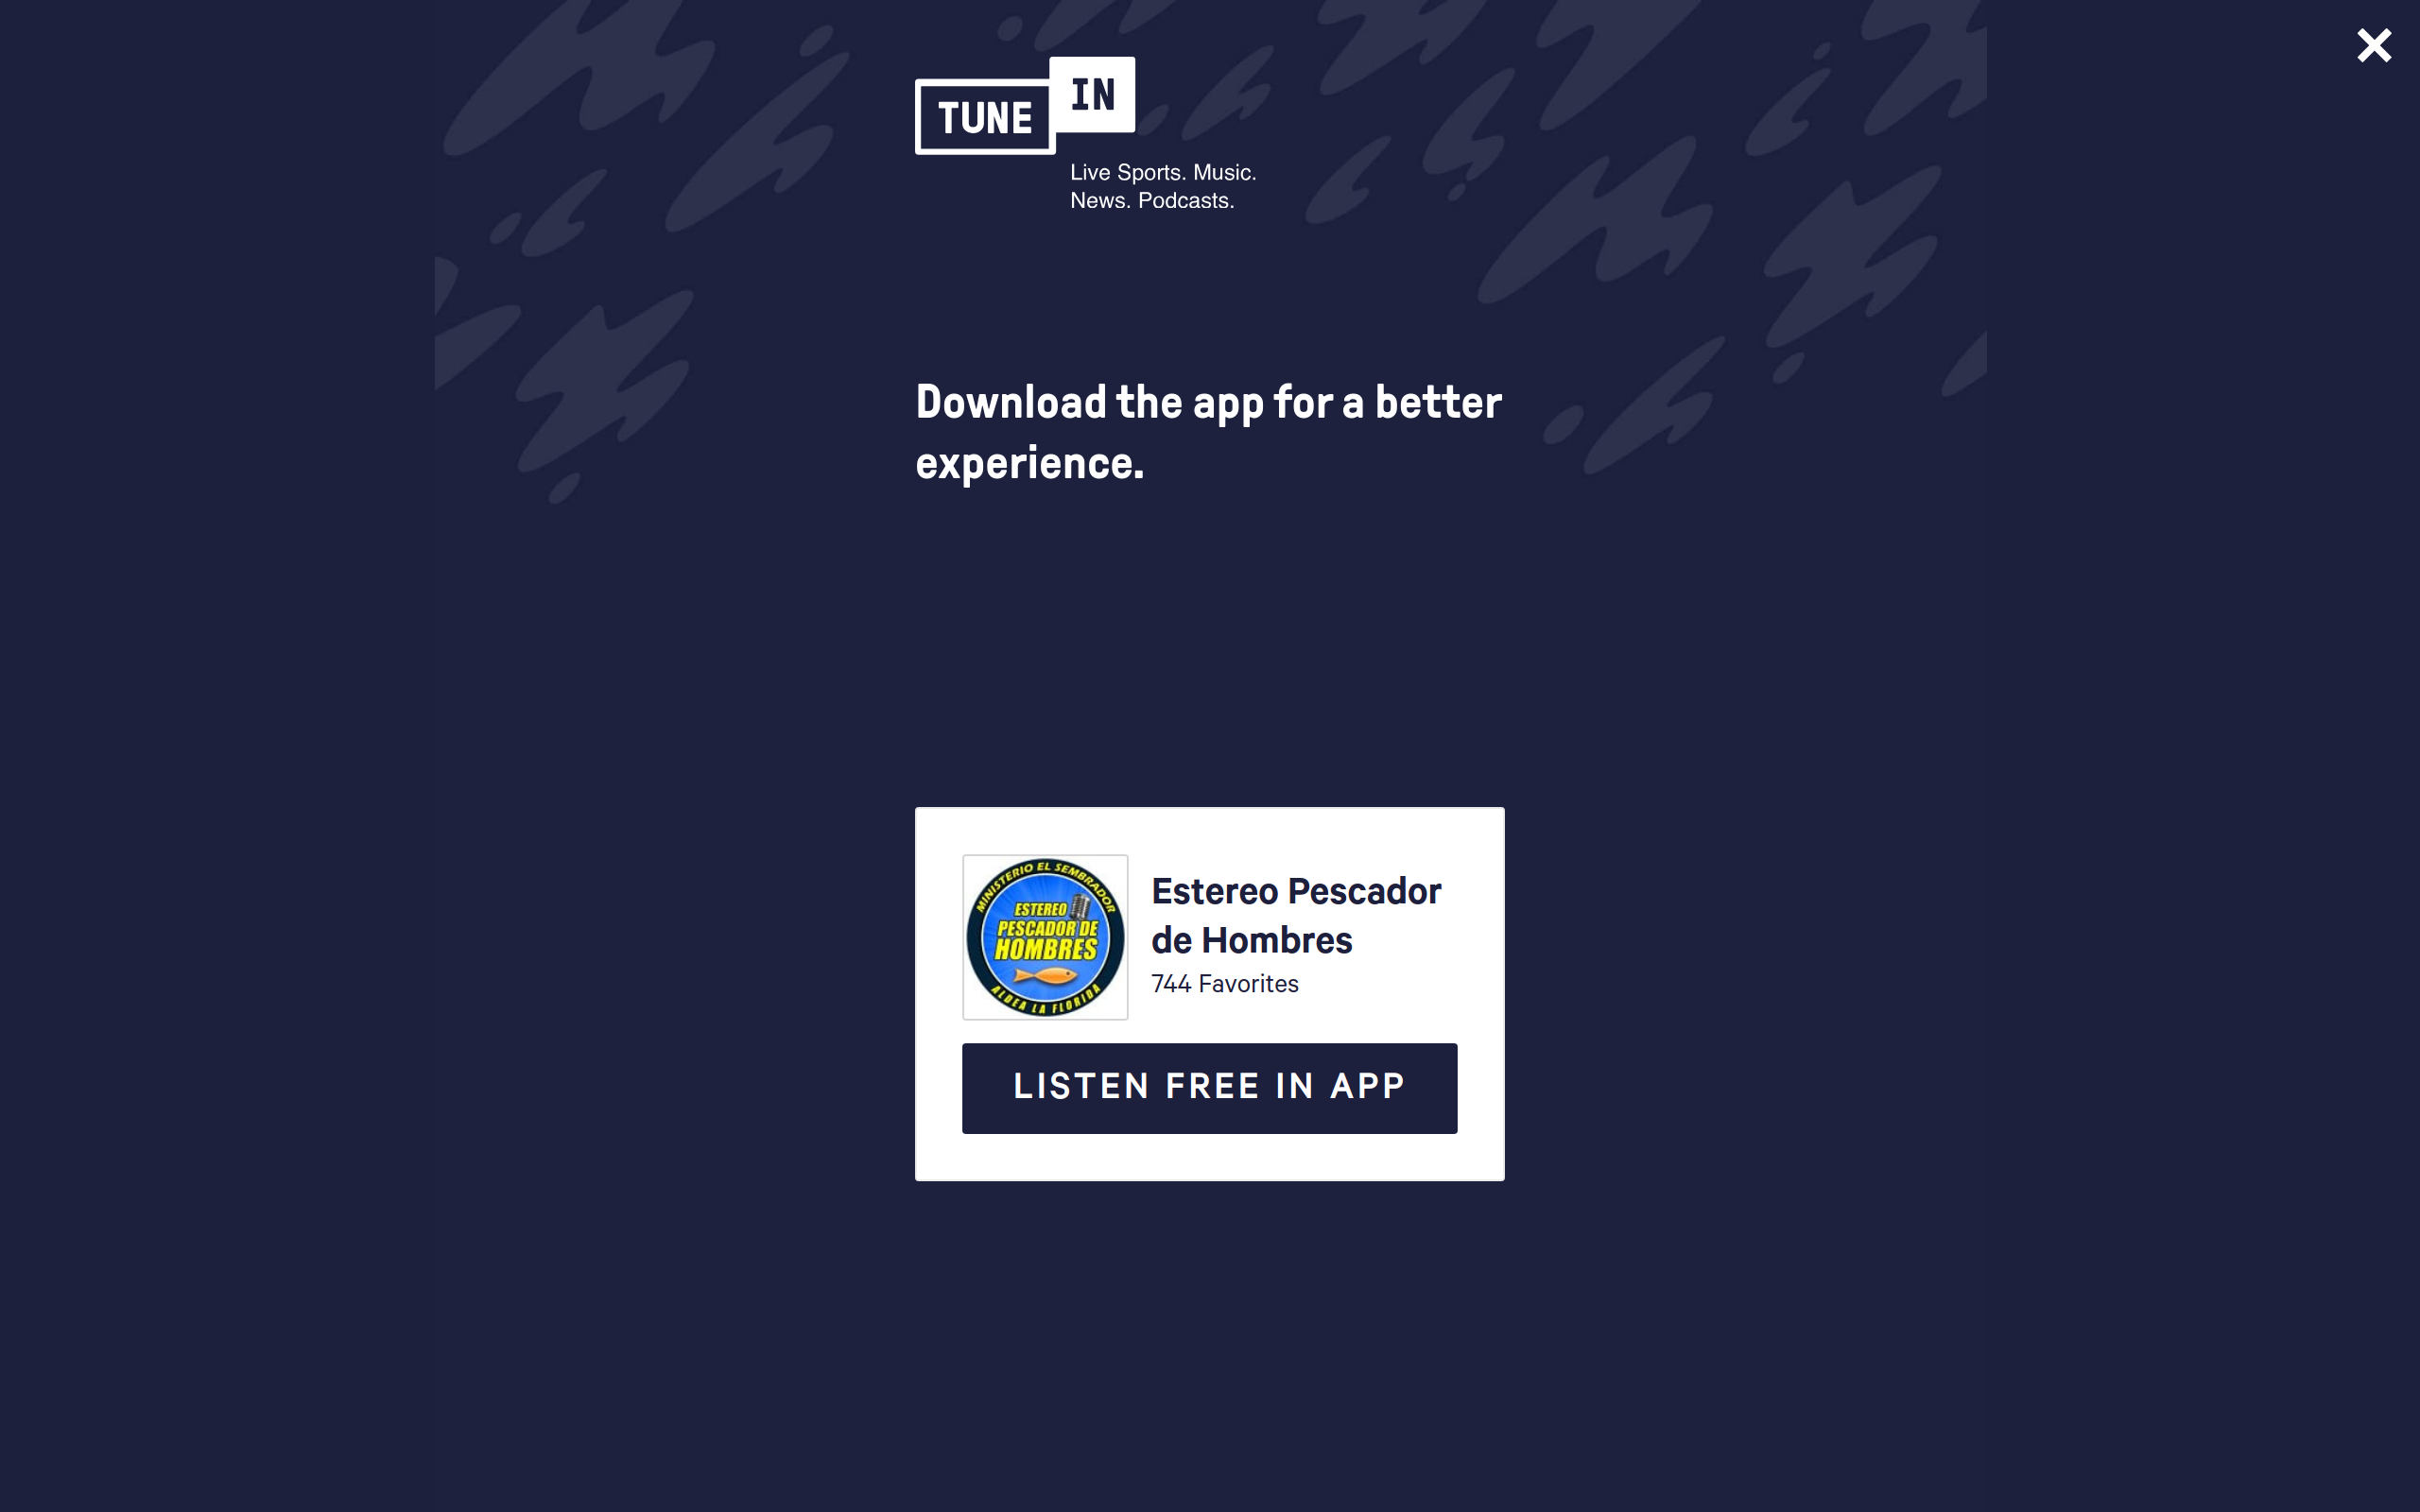 TUNE IN
Live Sports. Music.
News. Podcasts.
Download the app for a better
experience.
MINISTERIO EL SEMBRADOR
ESTEREO
PESCADOR DE
HOMBRES
ALDEA LA FLORIDA
Estereo Pescador
de Hombres
744 Favorites
LISTEN FREE IN APP